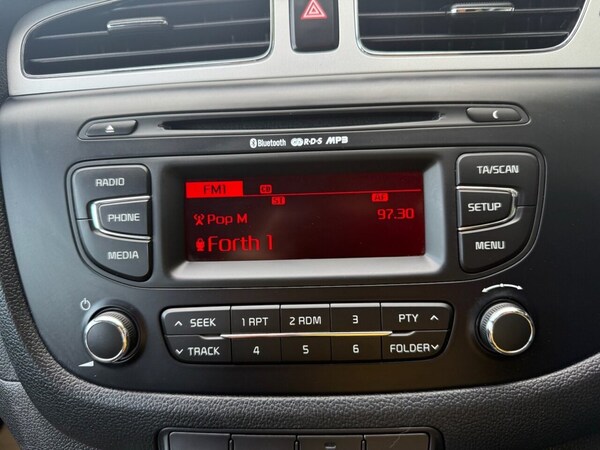 Bluetooth R·D·S MP3
RADIO
PHONE
MEDIA
FM1 CD
ST AF
Pop M 97.30
Forth 1
TA/SCAN
SETUP
MENU
SEEK 1 RPT 2 RDM 3 PTY
TRACK 4 5 6 FOLDER